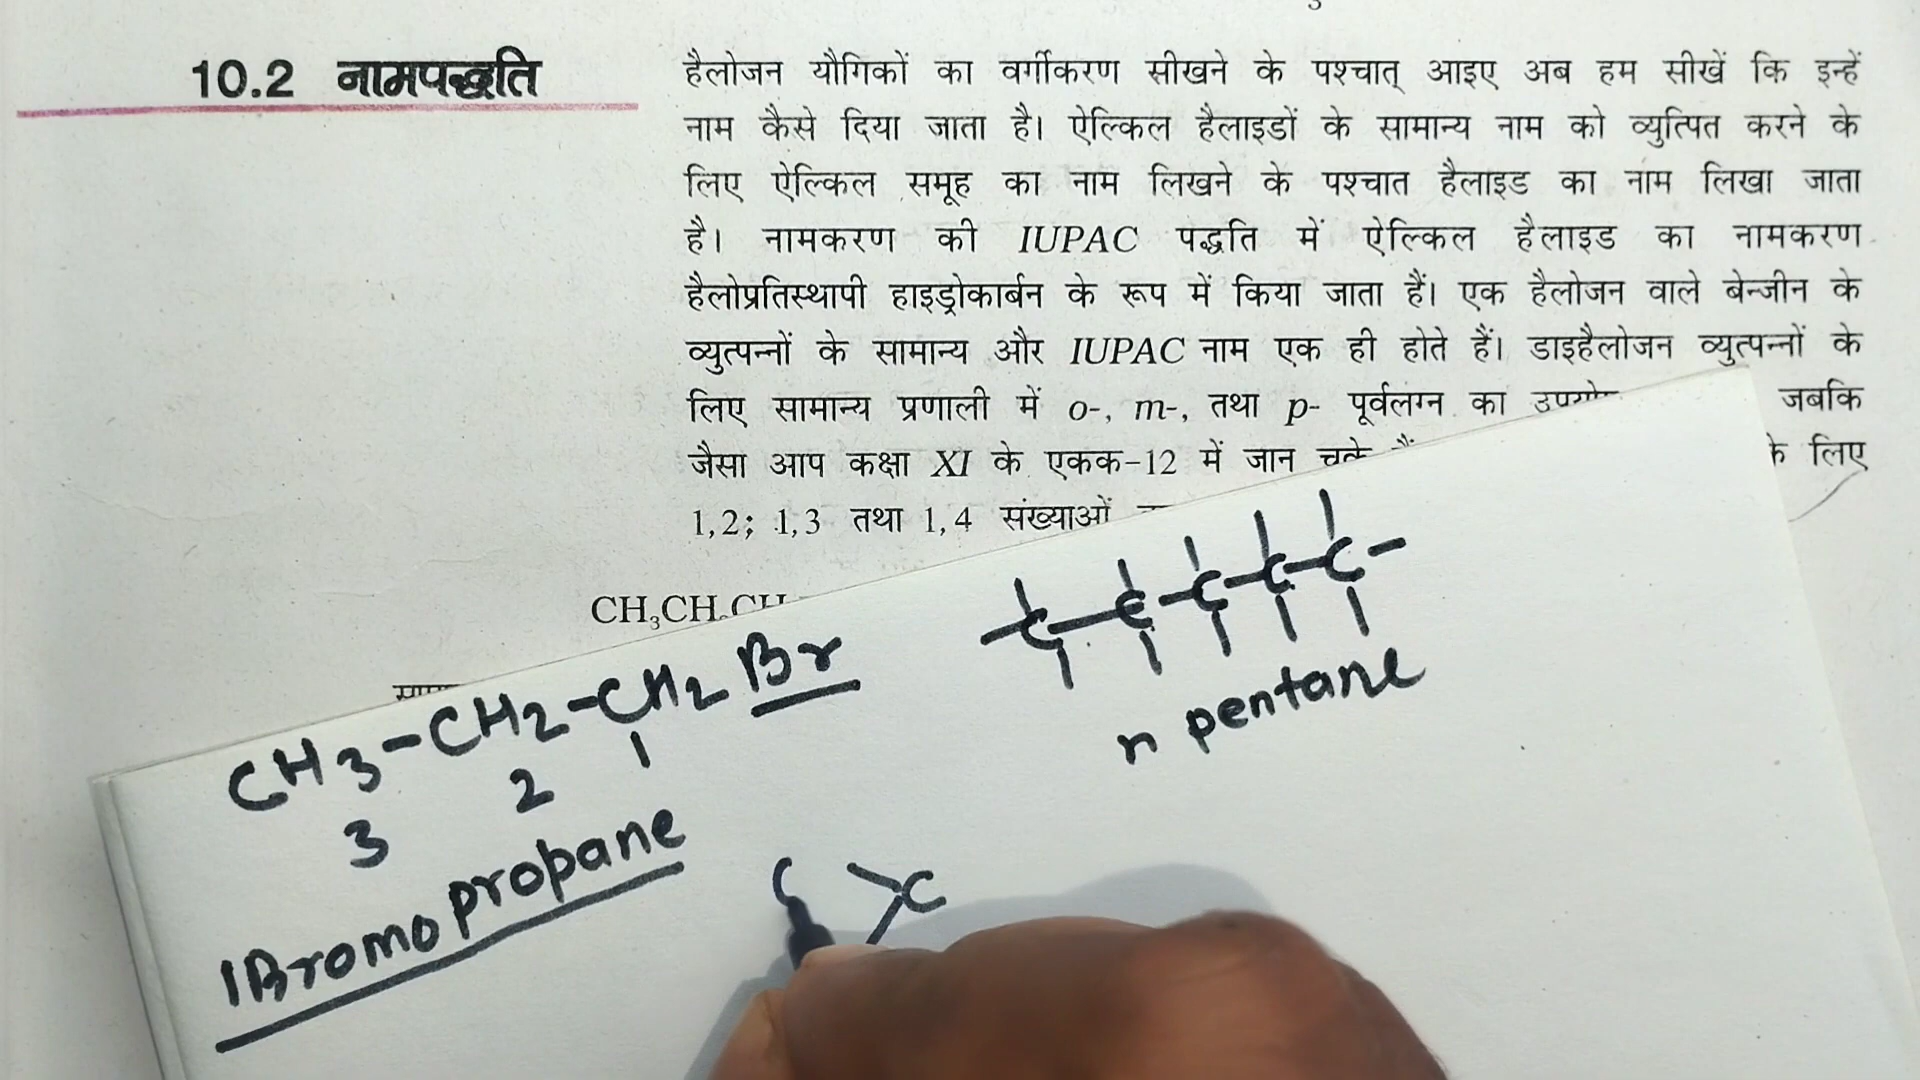 10.2 नामपद्धति
हैलोजन यौगिकों का वर्गीकरण सीखने के पश्चात् आइए अब हम सीखें कि इन्हें
नाम कैसे दिया जाता है। ऐल्किल हैलाइडों के सामान्य नाम को व्युत्पित करने के
लिए ऐल्किल समूह का नाम लिखने के पश्चात हैलाइड का नाम लिखा जाता
है। नामकरण की IUPAC पद्धति में ऐल्किल हैलाइड का नामकरण
हैलोप्रतिस्थापी हाइड्रोकार्बन के रूप में किया जाता हैं। एक हैलोजन वाले बेन्जीन के
व्युत्पन्नों के सामान्य और IUPAC नाम एक ही होते हैं। डाइहैलोजन व्युत्पन्नों के
लिए सामान्य प्रणाली में o-, m-, तथा p- पूर्वलग्न का जबकि
जैसा आप कक्षा XI के एकक-12 में जान के लिए
1,2; 1,3 तथा 1,4 संख्याओं
CH₃CH₂CH
CH3-CH2-CH2Br
3 2 1
1Bromopropane
-C-C-C-C-C-
n pentane
C >C